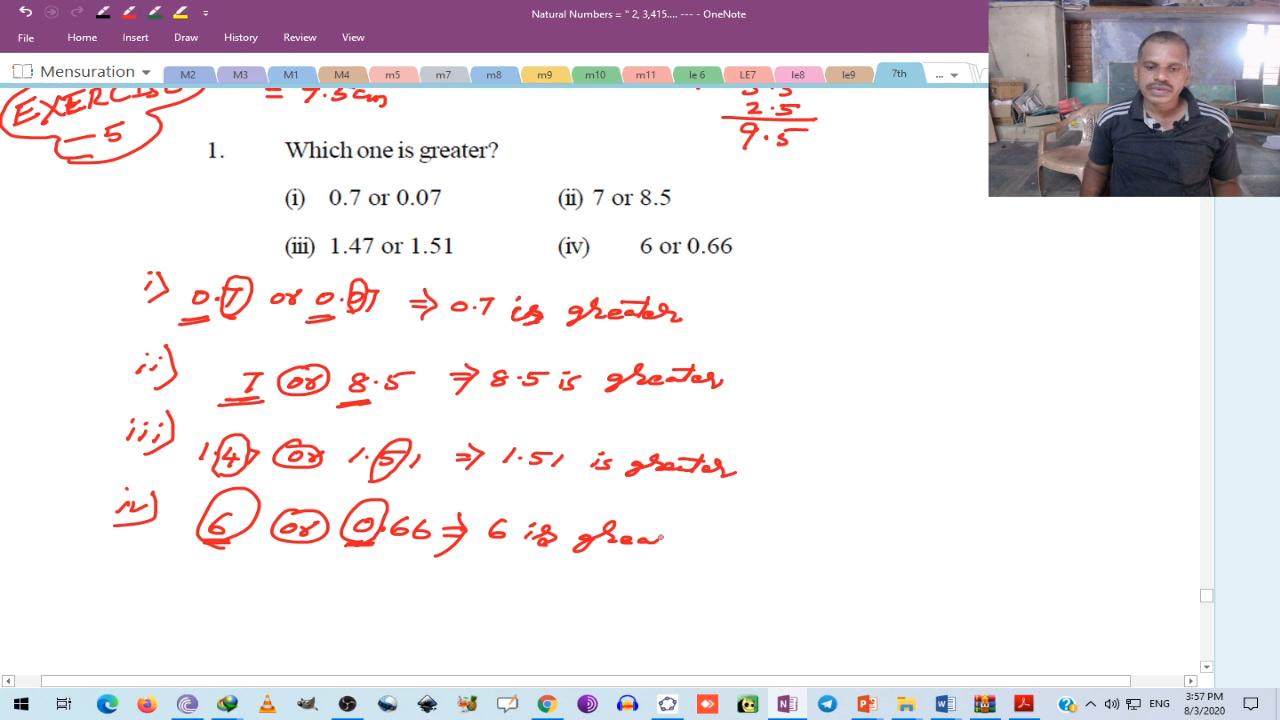 Natural Numbers = " 2, 3,415.... --- - OneNote
File Home Insert Draw History Review View
Mensuration M2 M3 M1 M4 m5 m7 m8 m9 m10 m11 le 6 LE7 le8 le9 7th ...
EXERCISE
- 5
= 7.5 cm
2.5
9.5
1. Which one is greater?
(i) 0.7 or 0.07 (ii) 7 or 8.5
(iii) 1.47 or 1.51 (iv) 6 or 0.66
i) 0.7 or 0.07 ⇒ 0.7 is greater
ii) 7 or 8.5 ⇒ 8.5 is greater
iii) 1.47 or 1.51 ⇒ 1.51 is greater
iv) 6 or 0.66 ⇒ 6 is grea
ENG
3:57 PM
8/3/2020